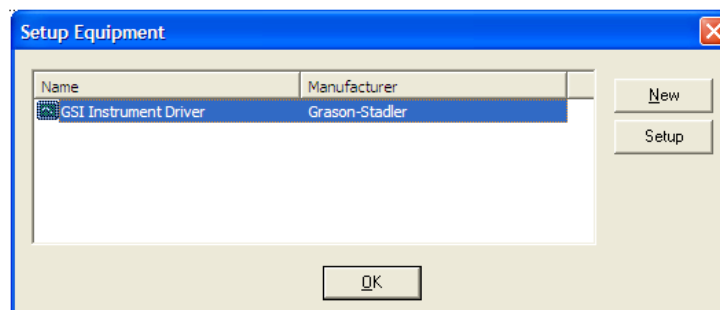 Setup Equipment
Name Manufacturer
GSI Instrument Driver Grason-Stadler
New
Setup
OK